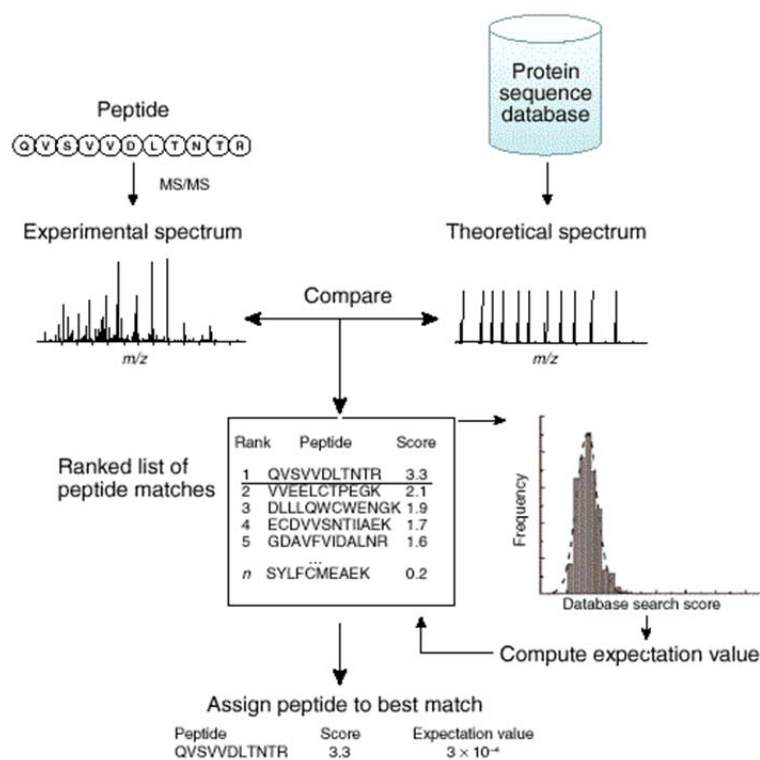 Protein
sequence
database
Peptide
Q V S V V D L T N T R
MS/MS
Experimental spectrum
Theoretical spectrum
Compare
m/z
m/z
Ranked list of
peptide matches
Rank Peptide Score
1 QVSVVDLTNTR 3.3
2 VVEELCTPEGK 2.1
3 DLLLQWCWENGK 1.9
4 ECDVVSNTIIAEK 1.7
5 GDAVFVIDALNR 1.6
...
n SYLFCMEAEK 0.2
Frequency
Database search score
Compute expectation value
Assign peptide to best match
Peptide Score Expectation value
QVSVVDLTNTR 3.3 3 × 10⁻⁴